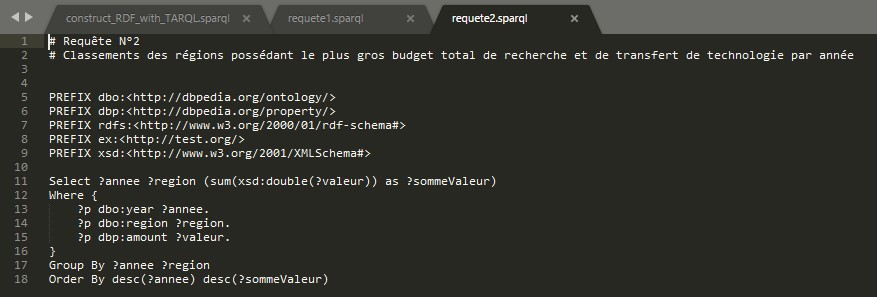 construct_RDF_with_TARQL.sparql × requete1.sparql × requete2.sparql ×
1 # Requête N°2
2 # Classements des régions possédant le plus gros budget total de recherche et de transfert de technologie par année
3
4
5 PREFIX dbo:<http://dbpedia.org/ontology/>
6 PREFIX dbp:<http://dbpedia.org/property/>
7 PREFIX rdfs:<http://www.w3.org/2000/01/rdf-schema#>
8 PREFIX ex:<http://test.org/>
9 PREFIX xsd:<http://www.w3.org/2001/XMLSchema#>
10
11 Select ?annee ?region (sum(xsd:double(?valeur)) as ?sommeValeur)
12 Where {
13 ?p dbo:year ?annee.
14 ?p dbo:region ?region.
15 ?p dbp:amount ?valeur.
16 }
17 Group By ?annee ?region
18 Order By desc(?annee) desc(?sommeValeur)